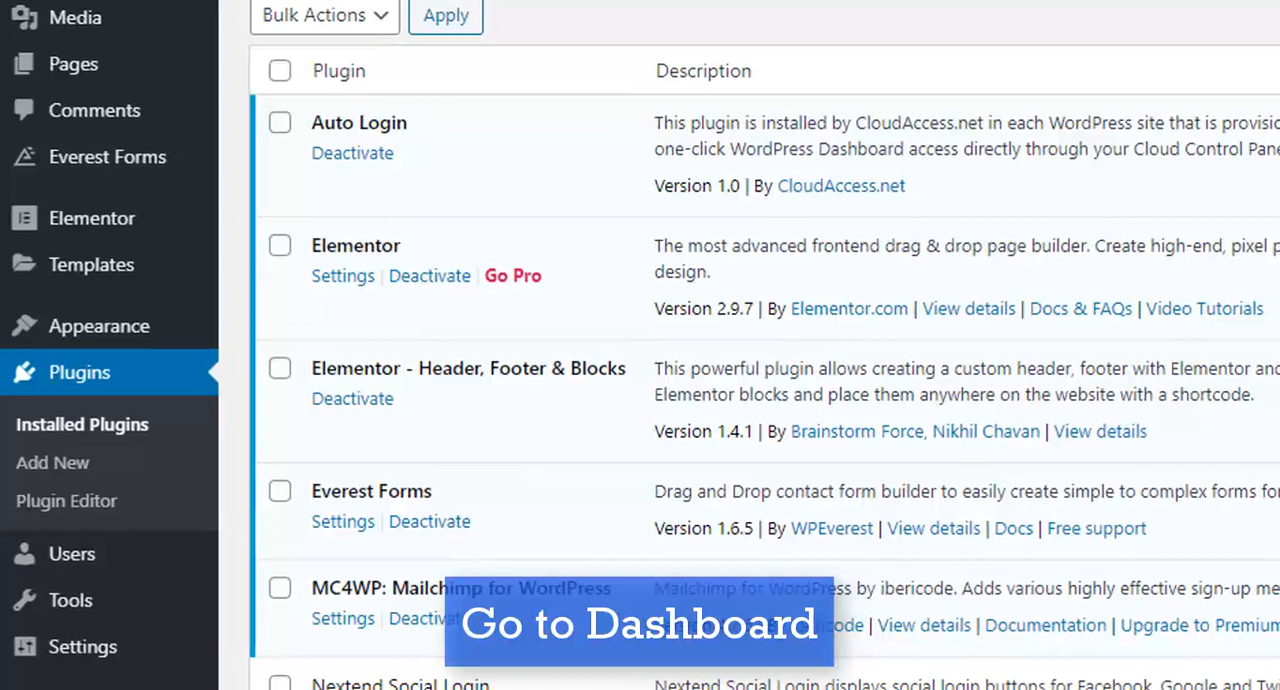 Media
Pages
Comments
Everest Forms
Elementor
Templates
Appearance
Plugins
Installed Plugins
Add New
Plugin Editor
Users
Tools
Settings
Bulk Actions
Apply
Plugin Description
Auto Login
Deactivate
This plugin is installed by CloudAccess.net in each WordPress site that is
one-click WordPress Dashboard access directly through your Cloud Control
Version 1.0 | By CloudAccess.net
Elementor
Settings | Deactivate | Go Pro
The most advanced frontend drag & drop page builder. Create high-end, pixel
design.
Version 2.9.7 | By Elementor.com | View details | Docs & FAQs | Video Tutorials
Elementor - Header, Footer & Blocks
Deactivate
This powerful plugin allows creating a custom header, footer with Elementor
Elementor blocks and place them anywhere on the website with a shortcode.
Version 1.4.1 | By Brainstorm Force, Nikhil Chavan | View details
Everest Forms
Settings | Deactivate
Drag and Drop contact form builder to easily create simple to complex forms
Version 1.6.5 | By WPEverest | View details | Docs | Free support
MC4WP: Mailchimp for WordPress
Settings |
Mailchimp for WordPress by ibericode. Adds various highly effective sign-up
| View details | Documentation | Upgrade to Premium
Go to Dashboard
Nextend Social Login
Nextend Social Login displays social login buttons for Facebook, Google and